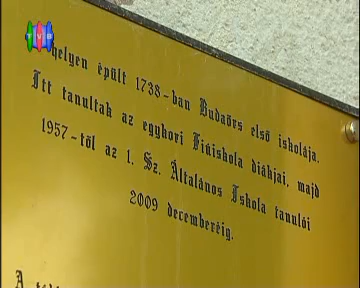 TVB
helyen épült 1738-ban Budaörs első iskolája.
Itt tanultak az egykori Fiúiskola diákjai, majd
1957-től az 1. Sz. Általános Iskola tanulói
2009 decemberéig.
A